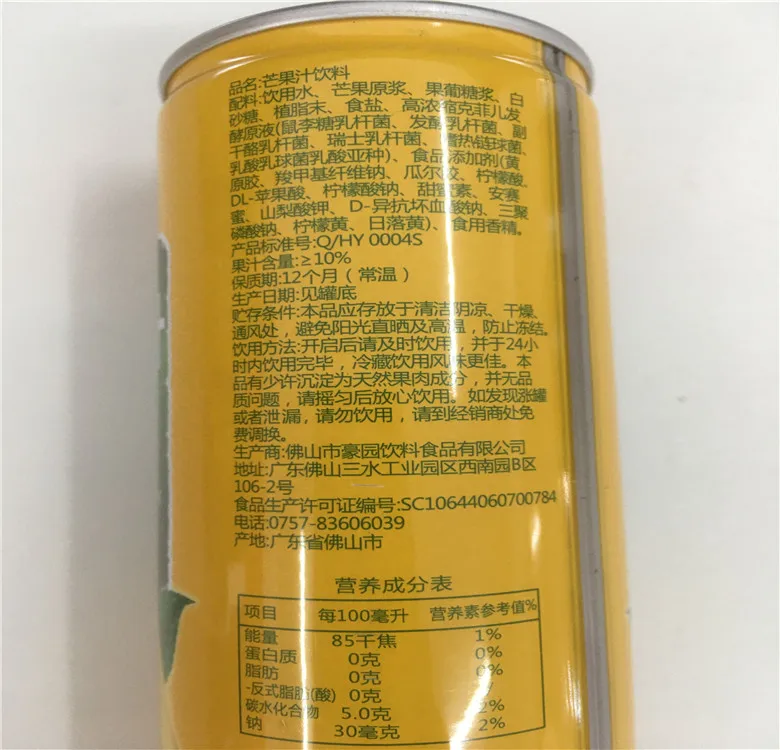 品名:芒果汁饮料
配料:饮用水、芒果原浆、果葡糖浆、白
砂糖、植脂末、食盐、高浓缩克菲儿发
酵原液(鼠李糖乳杆菌、发酵乳杆菌、副
干酪乳杆菌、瑞士乳杆菌、嗜热链球菌、
乳酸乳球菌乳酸亚种)、食品添加剂(黄
原胶、羧甲基纤维钠、瓜尔胶、柠檬酸、
DL-苹果酸、柠檬酸钠、甜蜜素、安赛
蜜、山梨酸钾、D-异抗坏血酸钠、三聚
磷酸钠、柠檬黄、日落黄)、食用香精。
产品标准号:Q/HY 0004S
果汁含量:≥10%
保质期:12个月（常温）
生产日期:见罐底
贮存条件:本品应存放于清洁阴凉、干燥、
通风处，避免阳光直晒及高温，防止冻结。
饮用方法:开启后请及时饮用，并于24小
时内饮用完毕，冷藏饮用风味更佳。本
品有少许沉淀为天然果肉成分，并无品
质问题，请摇匀后放心饮用。如发现涨罐
或者泄漏，请勿饮用，请到经销商处免
费调换。
生产商:佛山市豪园饮料食品有限公司
地址:广东佛山三水工业园区西南园B区
106-2号
食品生产许可证编号:SC10644060700784
电话:0757-83606039
产地:广东省佛山市
营养成分表
项目 每100毫升 营养素参考值%
能量 85千焦 1%
蛋白质 0克 0%
脂肪 0克 0%
-反式脂肪(酸) 0克
碳水化合物 5.0克 2%
钠 30毫克 2%